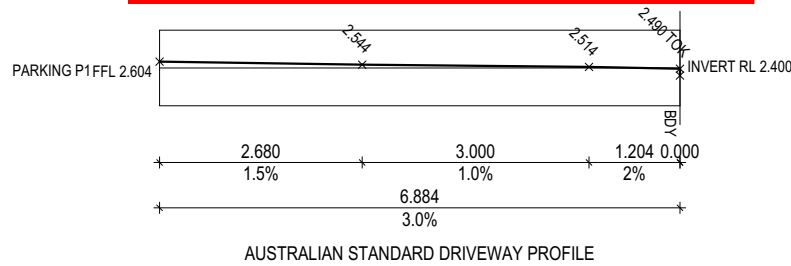 2.544
2.514
2.490 TOK
PARKING P1 FFL 2.604
INVERT RL 2.400
BDY
2.680 3.000 1.204 0.000
1.5% 1.0% 2%
6.884
3.0%
AUSTRALIAN STANDARD DRIVEWAY PROFILE